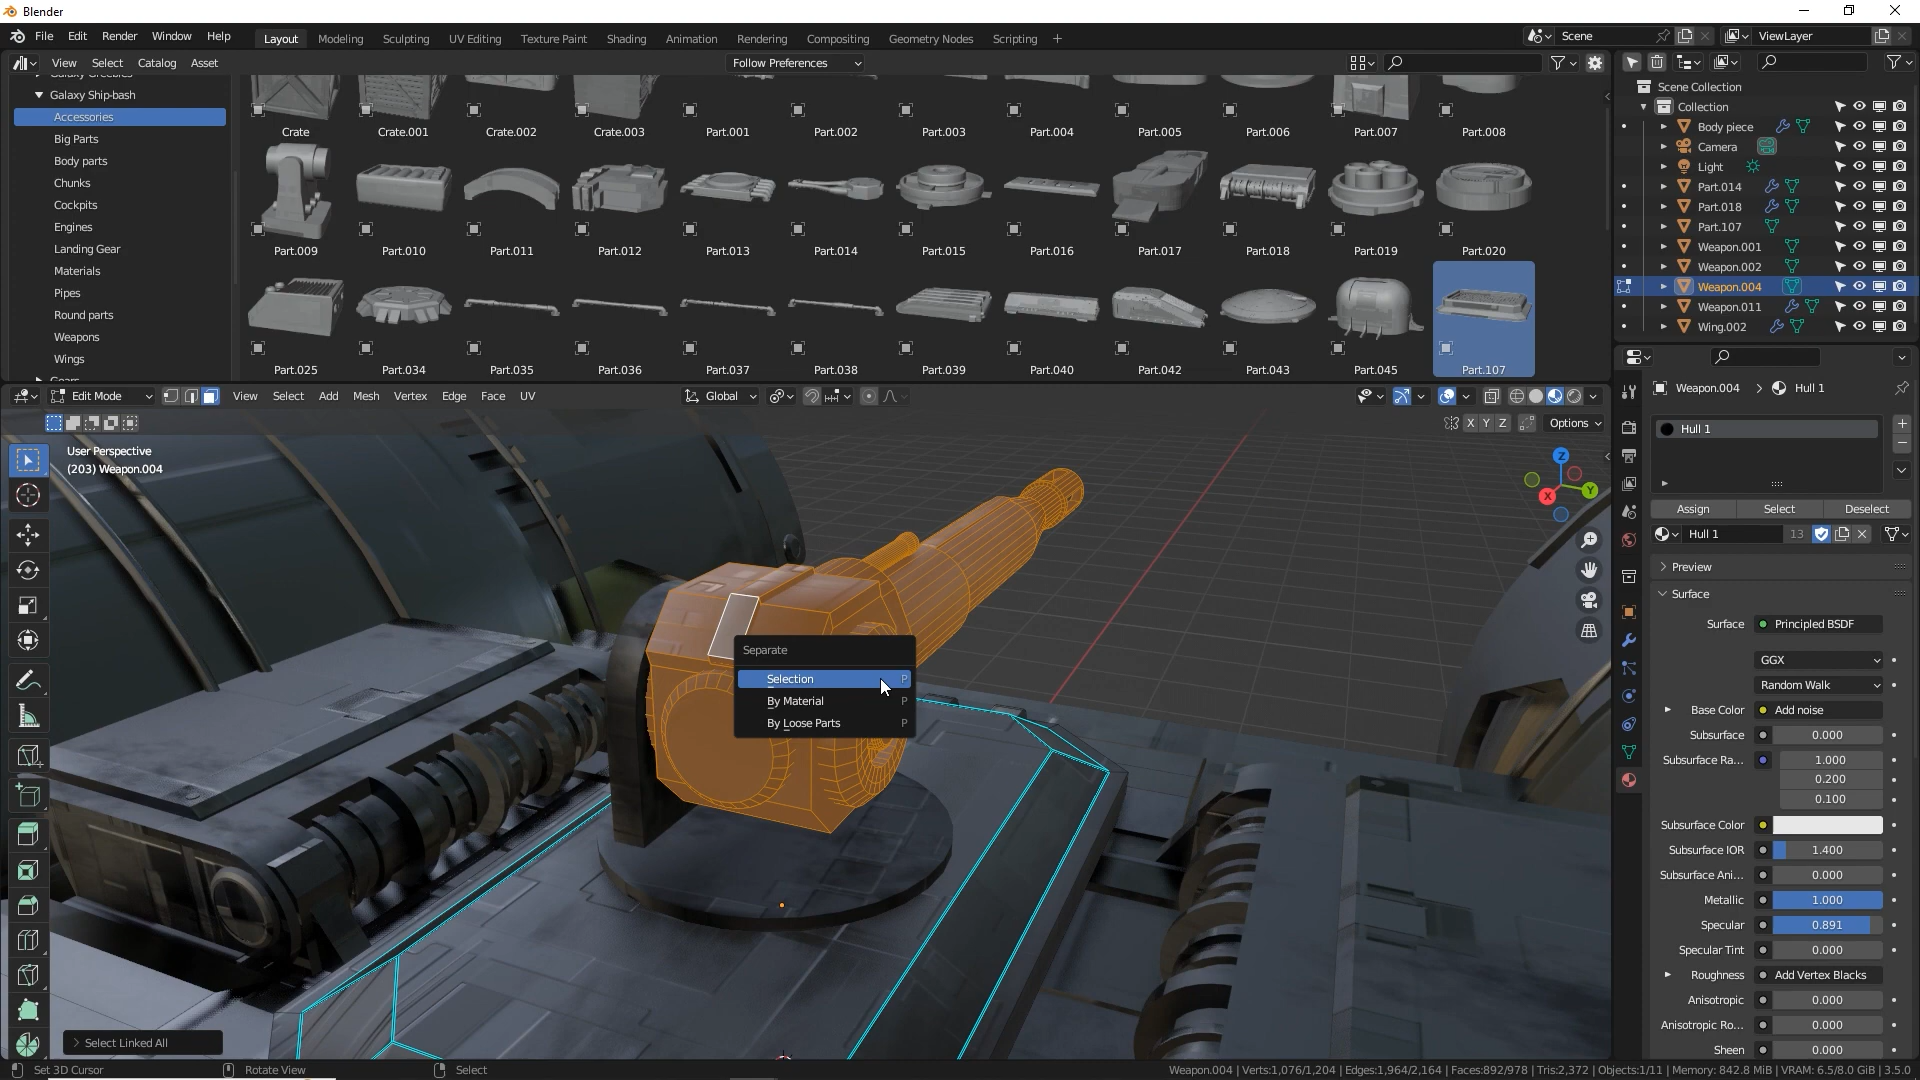 Blender
File Edit Render Window Help Layout Modeling Sculpting UV Editing Texture Paint Shading Animation Rendering Compositing Geometry Nodes Scripting + Scene ViewLayer
View Select Catalog Asset Follow Preferences
Galaxy Ship-bash
Accessories
Big Parts
Body parts
Chunks
Cockpits
Engines
Landing Gear
Materials
Pipes
Round parts
Weapons
Wings
Crate Crate.001 Crate.002 Crate.003 Part.001 Part.002 Part.003 Part.004 Part.005 Part.006 Part.007 Part.008
Part.009 Part.010 Part.011 Part.012 Part.013 Part.014 Part.015 Part.016 Part.017 Part.018 Part.019 Part.020
Part.025 Part.034 Part.035 Part.036 Part.037 Part.038 Part.039 Part.040 Part.042 Part.043 Part.045 Part.107
Scene Collection
Collection
Body piece
Camera
Light
Part.014
Part.018
Part.107
Weapon.001
Weapon.002
Weapon.004
Weapon.011
Wing.002
Edit Mode View Select Add Mesh Vertex Edge Face UV Global
X Y Z Options
User Perspective
(203) Weapon.004
Z
X
Y
Separate
Selection P
By Material P
By Loose Parts P
Select Linked All
Weapon.004 > Hull 1
Hull 1
Assign Select Deselect
Hull 1 13
Preview
Surface
Surface Principled BSDF
GGX
Random Walk
Base Color Add noise
Subsurface 0.000
Subsurface Ra... 1.000
0.200
0.100
Subsurface Color
Subsurface IOR 1.400
Subsurface Ani... 0.000
Metallic 1.000
Specular 0.891
Specular Tint 0.000
Roughness Add Vertex Blacks
Anisotropic 0.000
Anisotropic Ro... 0.000
Sheen 0.000
Set 3D Cursor Rotate View Select Weapon.004 | Verts:1,076/1,204 | Edges:1,964/2,164 | Faces:892/978 | Tris:2,372 | Objects:1/11 | Memory: 842.8 MiB | VRAM: 6.5/8.0 GiB | 3.5.0